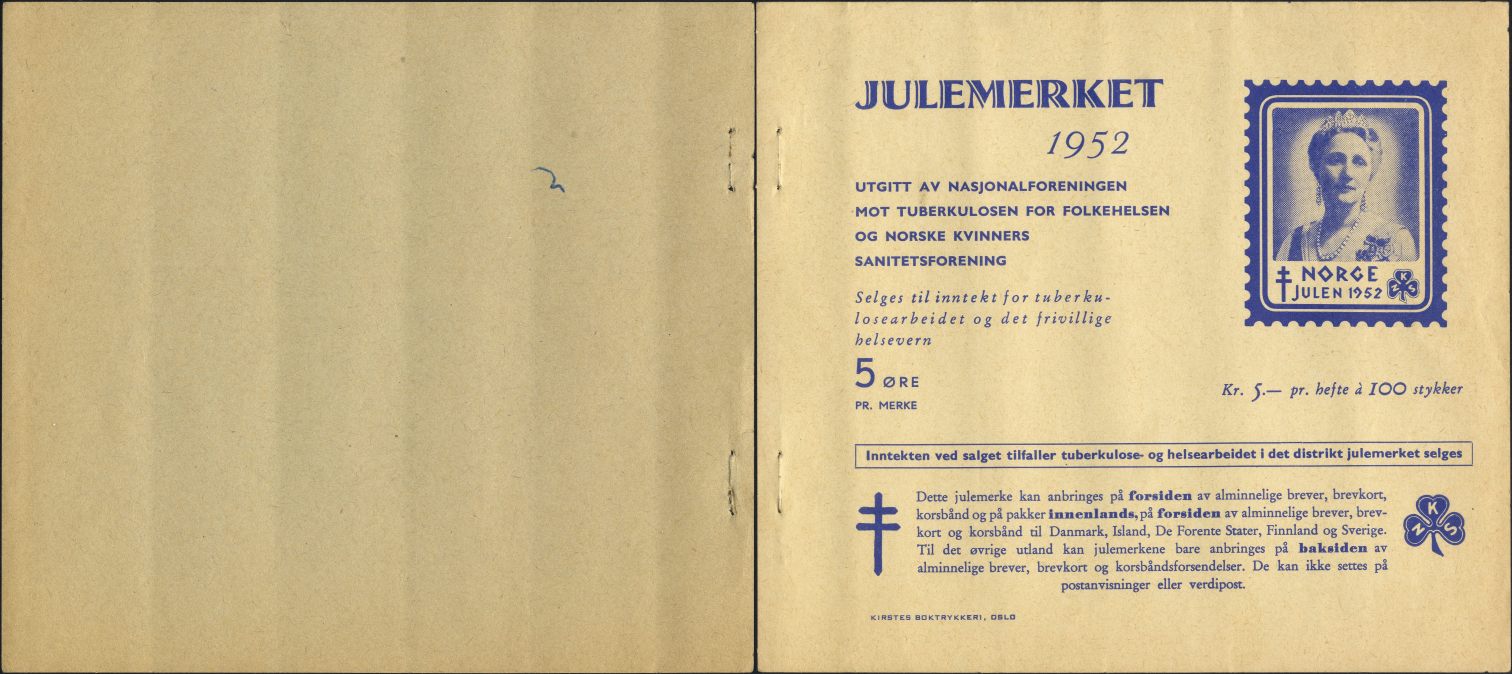 JULEMERKET
1952
UTGITT AV NASJONALFORENINGEN
MOT TUBERKULOSEN FOR FOLKEHELSEN
OG NORSKE KVINNERS
SANITETSFORENING
Selges til inntekt for tuberku-
losearbeidet og det frivillige
helsevern
5 ØRE
PR. MERKE
NORGE
JULEN 1952
NKS
Kr. 5.— pr. hefte à 100 stykker
Inntekten ved salget tilfaller tuberkulose- og helsearbeidet i det distrikt julemerket selges
Dette julemerke kan anbringes på forsiden av alminnelige brever, brevkort,
korsbånd og på pakker innenlands, på forsiden av alminnelige brever, brev-
kort og korsbånd til Danmark, Island, De Forente Stater, Finnland og Sverige.
Til det øvrige utland kan julemerkene bare anbringes på baksiden av
alminnelige brever, brevkort og korsbåndsforsendelser. De kan ikke settes på
postanvisninger eller verdipost.
NKS
KIRSTES BOKTRYKKERI, OSLO